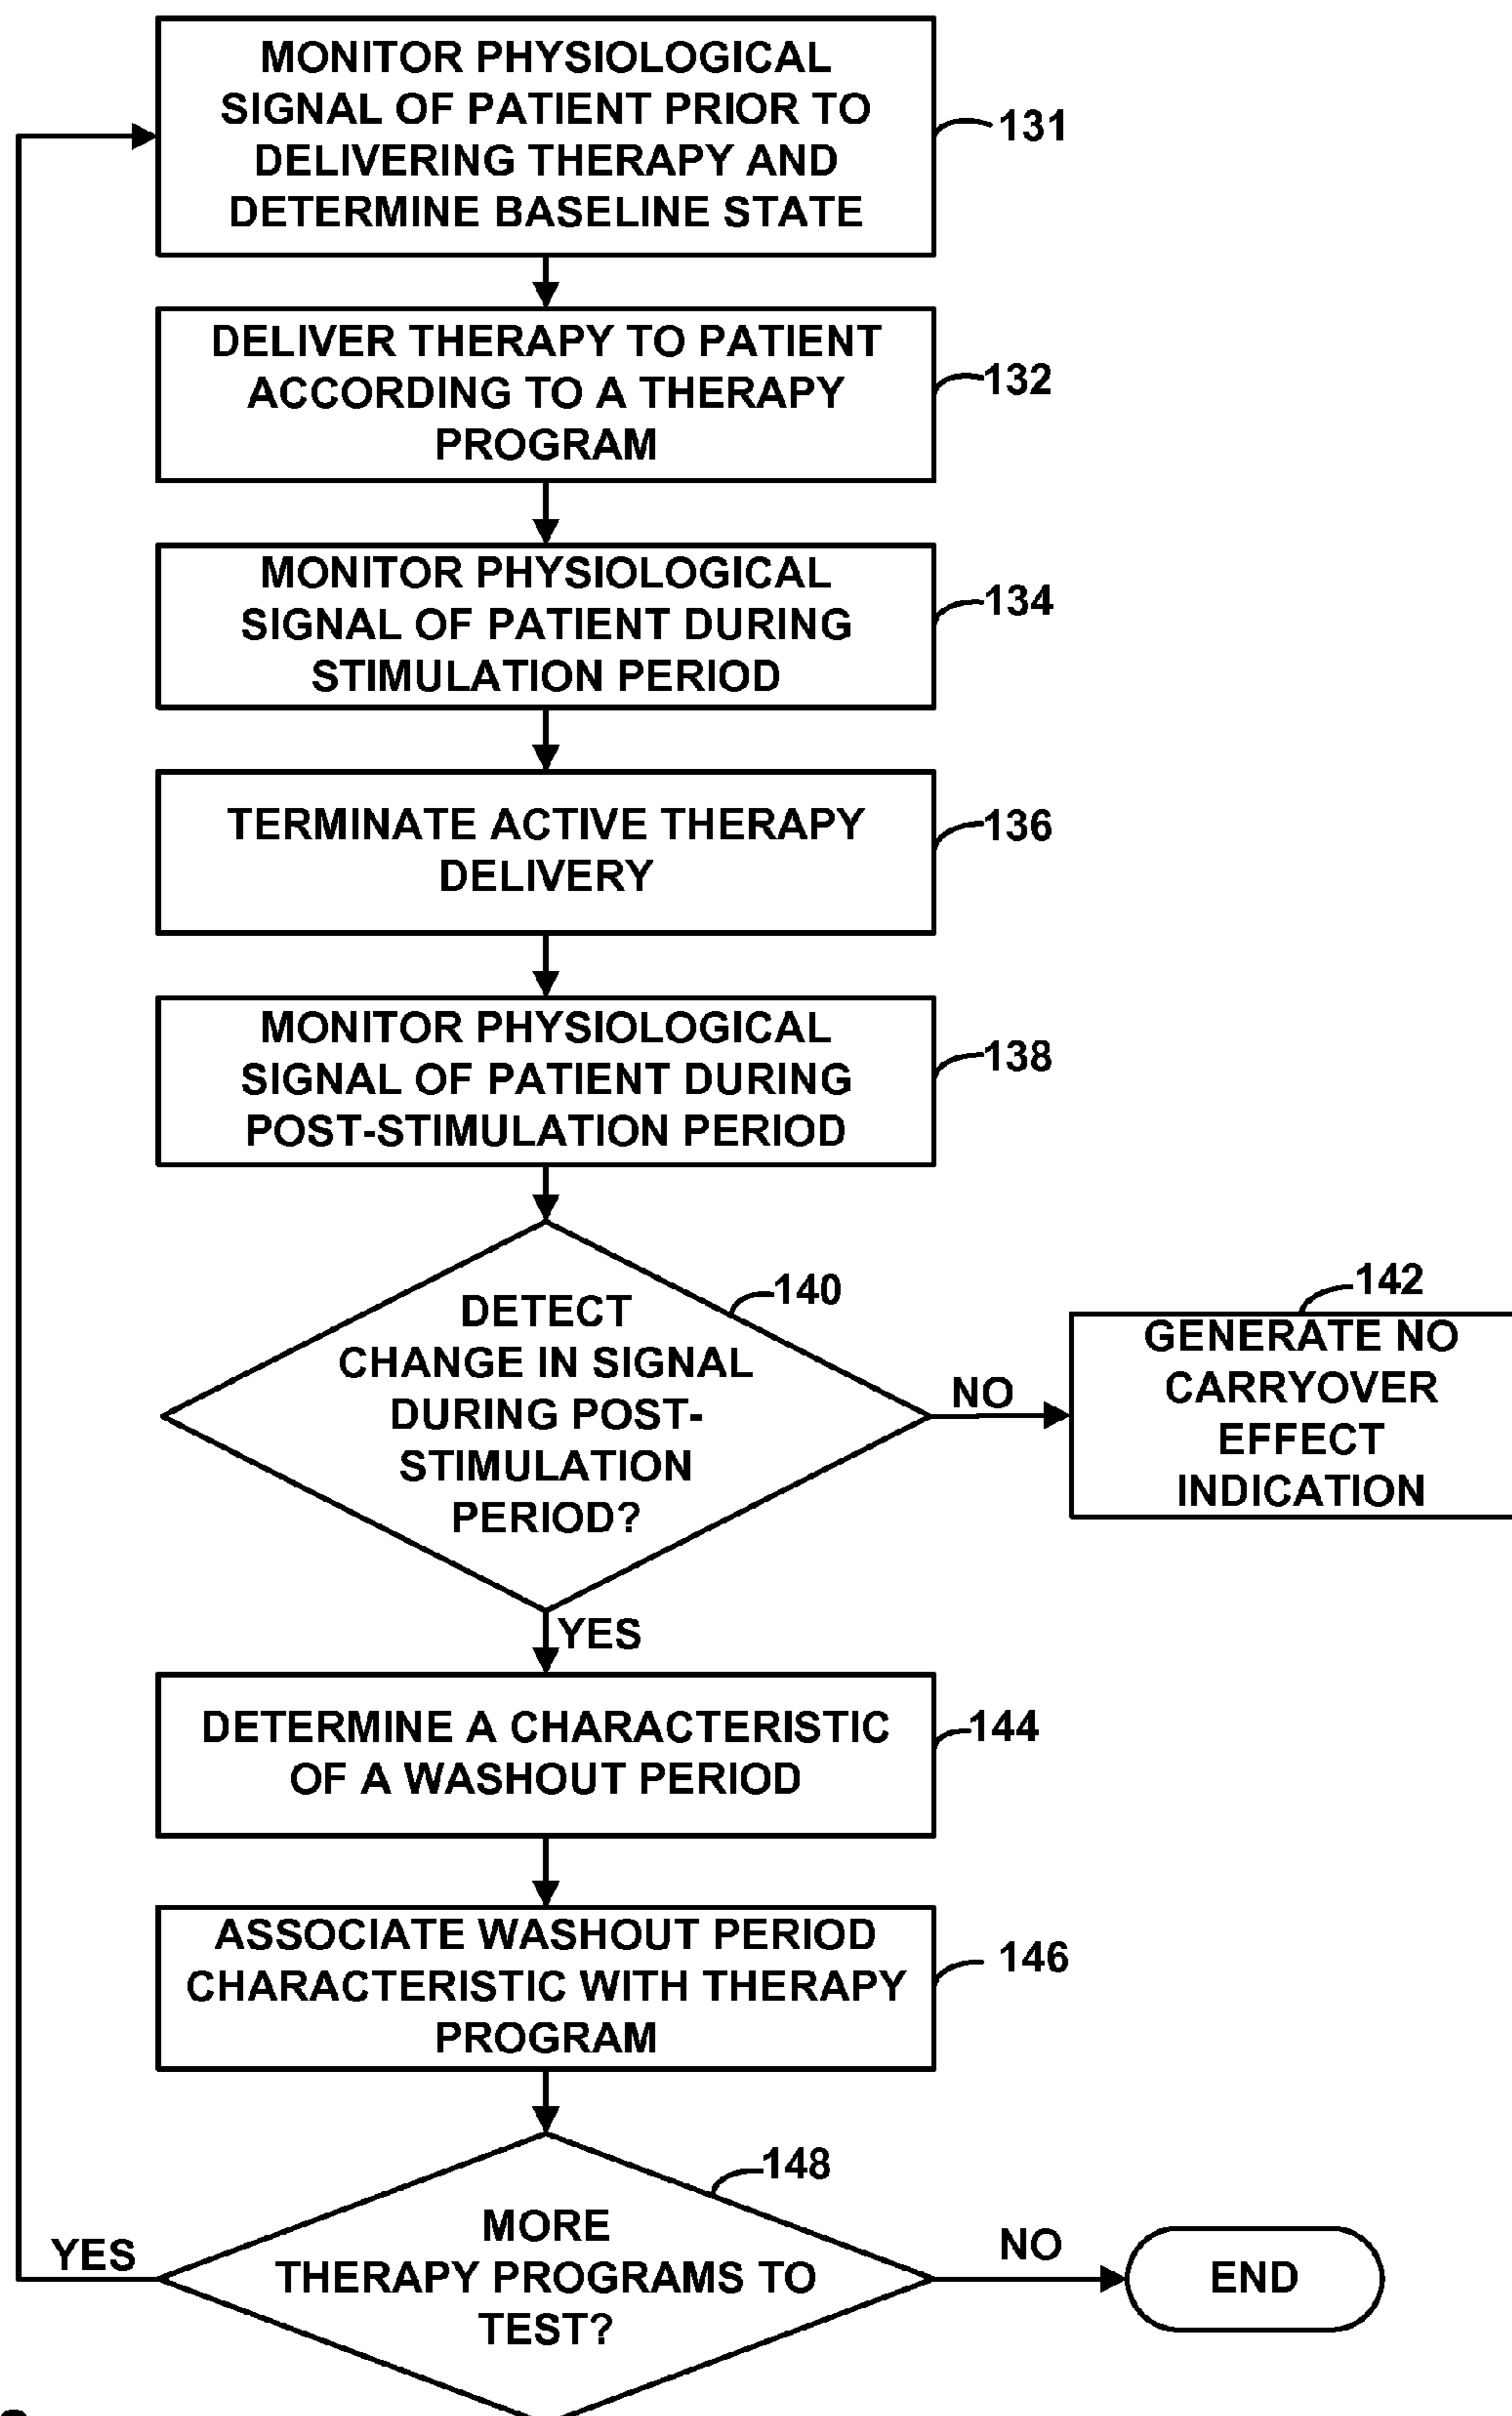 MONITOR PHYSIOLOGICAL
SIGNAL OF PATIENT PRIOR TO
DELIVERING THERAPY AND
DETERMINE BASELINE STATE
131
DELIVER THERAPY TO PATIENT
ACCORDING TO A THERAPY
PROGRAM
132
MONITOR PHYSIOLOGICAL
SIGNAL OF PATIENT DURING
STIMULATION PERIOD
134
TERMINATE ACTIVE THERAPY
DELIVERY
136
MONITOR PHYSIOLOGICAL
SIGNAL OF PATIENT DURING
POST-STIMULATION PERIOD
138
DETECT
CHANGE IN SIGNAL
DURING POST-
STIMULATION
PERIOD?
140
NO
142
GENERATE NO
CARRYOVER
EFFECT
INDICATION
YES
DETERMINE A CHARACTERISTIC
OF A WASHOUT PERIOD
144
ASSOCIATE WASHOUT PERIOD
CHARACTERISTIC WITH THERAPY
PROGRAM
146
148
YES
MORE
THERAPY PROGRAMS TO
TEST?
NO
END